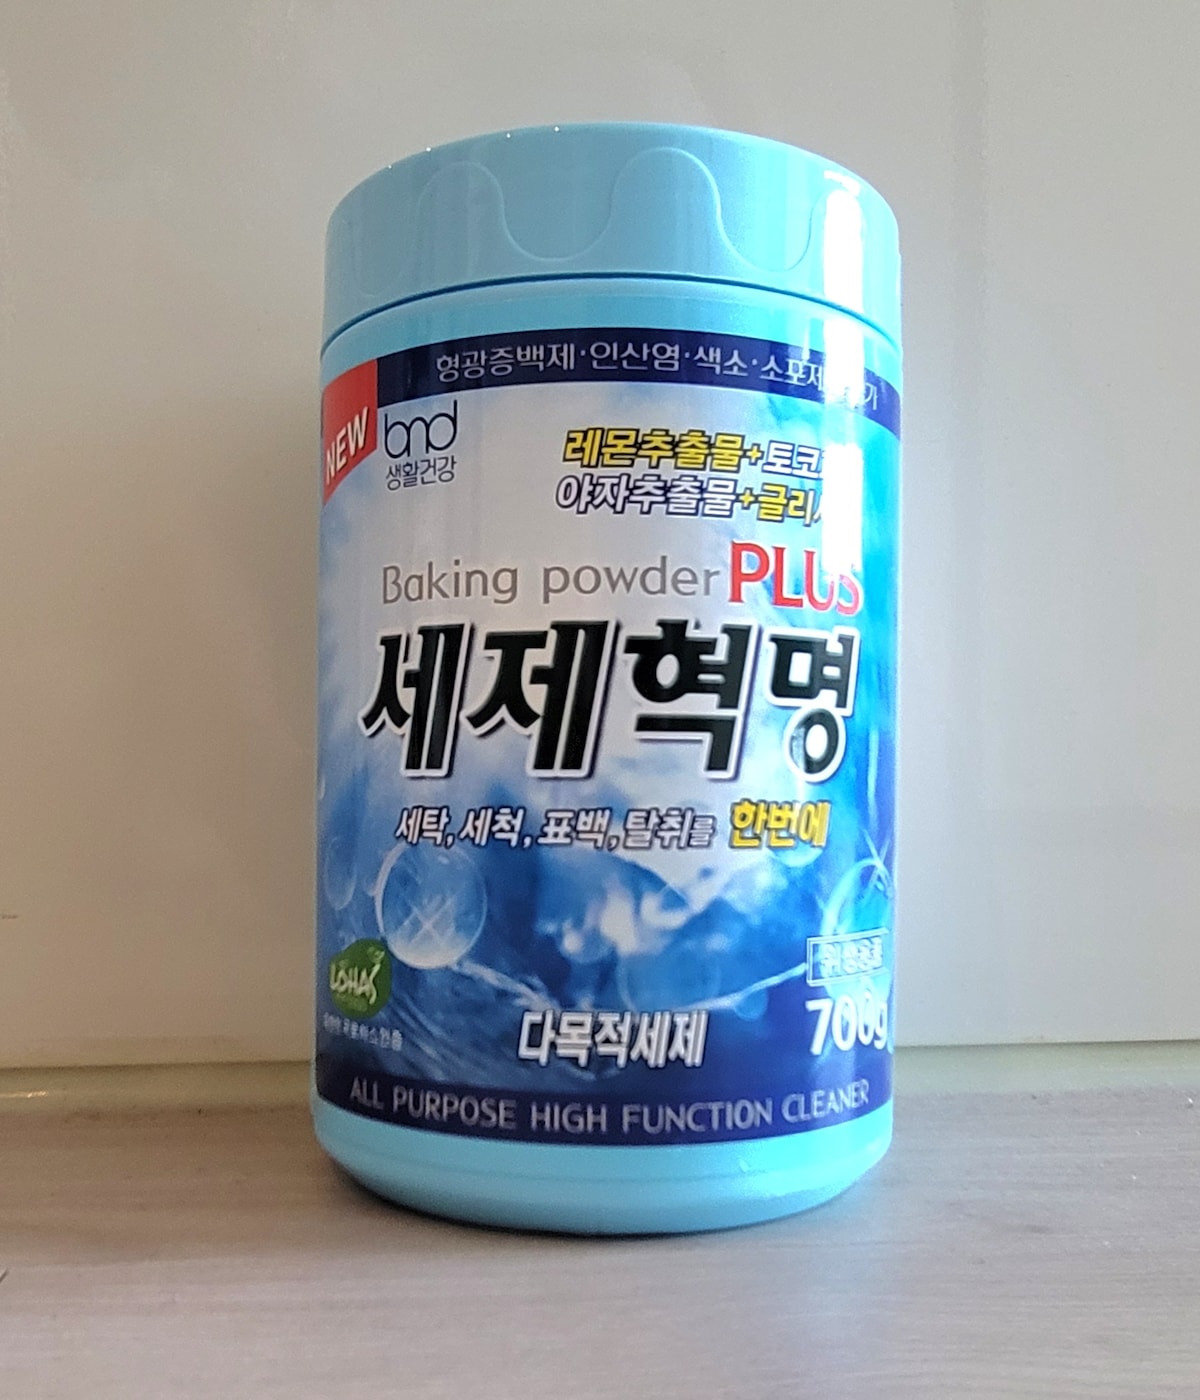 형광증백제·인산염·색소·소포제
NEW
bnd
생활건강
레몬추출물+토코
야자추출물+글리
Baking powder PLUS
세제혁명
세탁, 세척, 표백, 탈취를 한번에
LOHAS
700g
다목적세제
ALL PURPOSE HIGH FUNCTION CLEANER